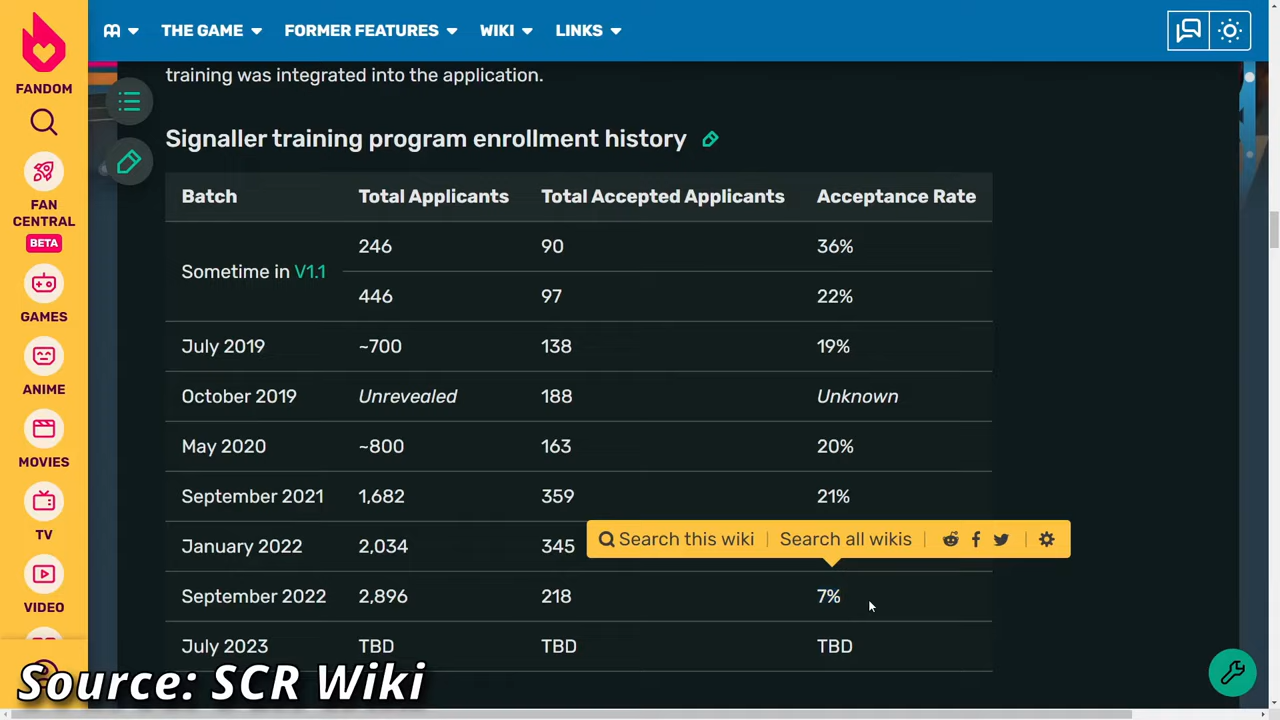 THE GAME
FORMER FEATURES
WIKI
LINKS
FANDOM
FAN
CENTRAL
BETA
GAMES
ANIME
MOVIES
TV
VIDEO
training was integrated into the application.
Signaller training program enrollment history
Batch Total Applicants Total Accepted Applicants Acceptance Rate
Sometime in V1.1
246 90 36%
446 97 22%
July 2019 ~700 138 19%
October 2019 Unrevealed 188 Unknown
May 2020 ~800 163 20%
September 2021 1,682 359 21%
January 2022 2,034 345
Search this wiki Search all wikis
September 2022 2,896 218 7%
July 2023 TBD TBD TBD
Source: SCR Wiki